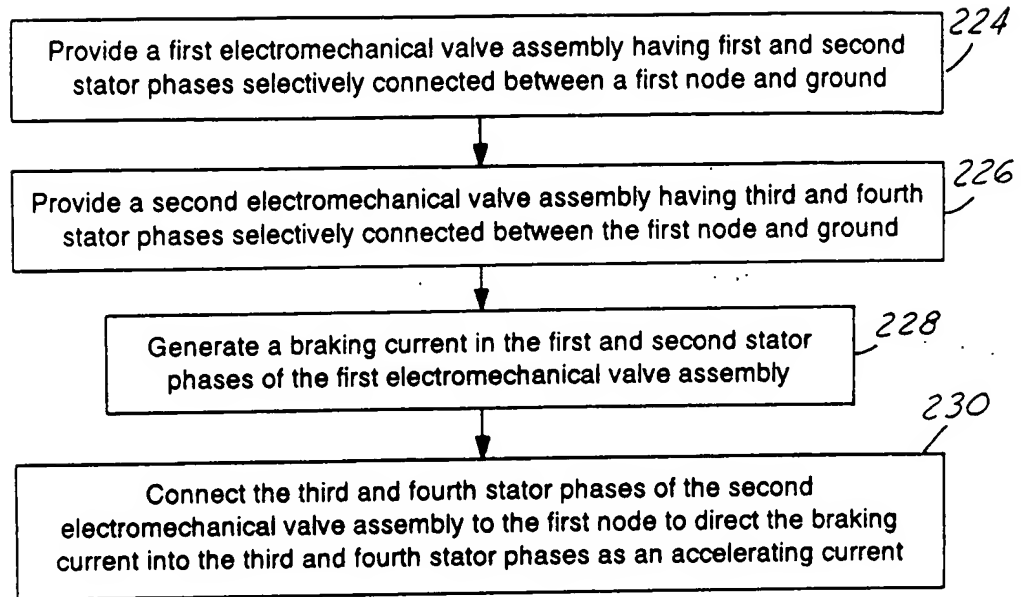 Provide a first electromechanical valve assembly having first and second
stator phases selectively connected between a first node and ground
224
Provide a second electromechanical valve assembly having third and fourth
stator phases selectively connected between the first node and ground
226
Generate a braking current in the first and second stator
phases of the first electromechanical valve assembly
228
230
Connect the third and fourth stator phases of the second
electromechanical valve assembly to the first node to direct the braking
current into the third and fourth stator phases as an accelerating current